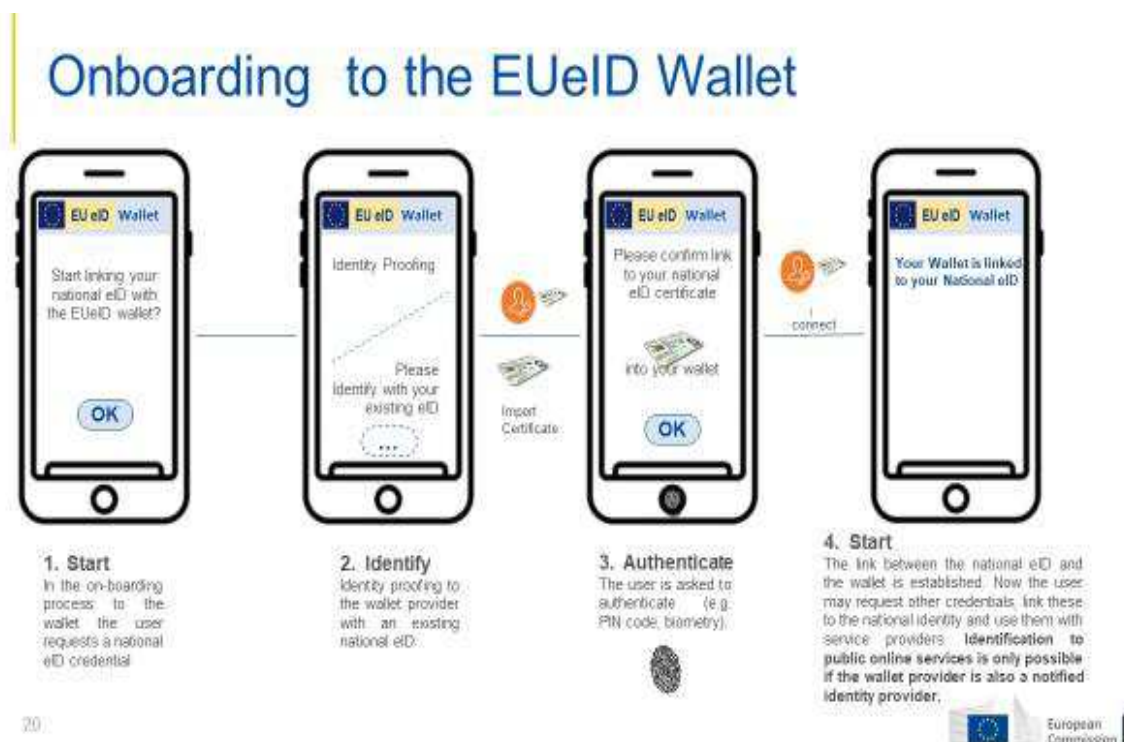 Onboarding to the EUeID Wallet
EU eID Wallet
Start linking your
national eID with
the EUeID wallet?
OK
EU eID Wallet
Identity Proofing
Please
identify with your
existing eID
...
Import
Certificate
EU eID Wallet
Please confirm link
to your national
eID certificate
into your wallet
OK
I
connect
EU eID Wallet
Your Wallet is linked
to your National eID
1. Start
In the on-boarding
process to the
wallet the user
requests a national
eID credential
2. Identify
Identity proofing to
the wallet provider
with an existing
national eID.
3. Authenticate
The user is asked to
authenticate (e.g.
PIN code, biometry).
4. Start
The link between the national eID and
the wallet is established. Now the user
may request other credentials, link these
to the national identity and use them with
service providers. Identification to
public online services is only possible
if the wallet provider is also a notified
identity provider.
20
European
Commission